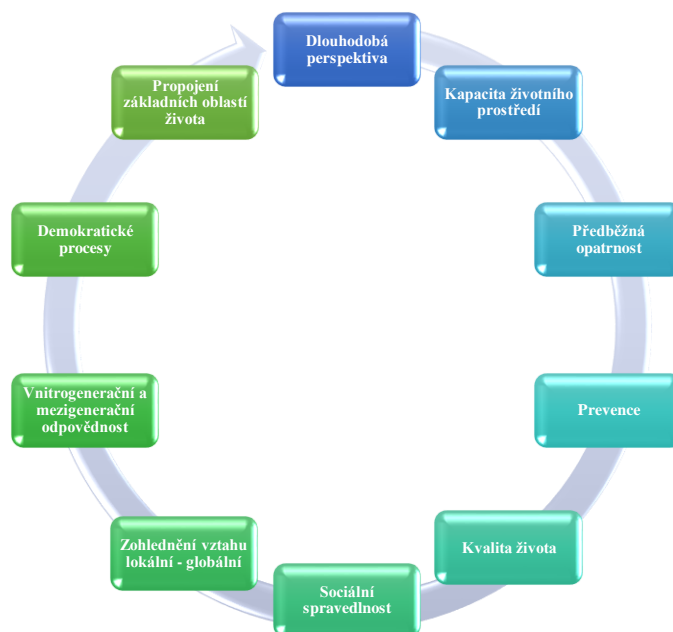 Dlouhodobá
perspektiva
Kapacita životního
prostředí
Předběžná
opatrnost
Prevence
Kvalita života
Sociální
spravedlnost
Zohlednění vztahu
lokální - globální
Vnitrogenerační a
mezigenerační
odpovědnost
Demokratické
procesy
Propojení
základních oblastí
života